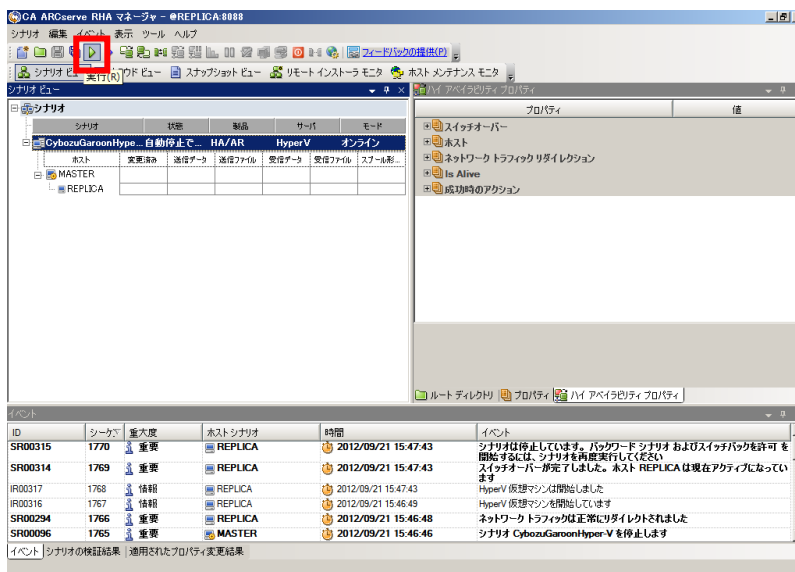 CA ARCserve RHA マネージャ - @REPLICA:8088
シナリオ 編集 イベント 表示 ツール ヘルプ
フィードバックの提供(P)
シナリオ ビュー ウド ビュー スナップショット ビュー リモート インストーラ モニタ ホスト メンテナンス モニタ
実行(R)
シナリオ ビュー
ハイ アベイラビリティ プロパティ
シナリオ
シナリオ 状態 製品 サーバ モード
CybozuGaroonHype... 自動停止で... HA/AR HyperV オンライン
ホスト 変更済み 送信データ 送信ファイル 受信データ 受信ファイル スプール形...
MASTER
REPLICA
プロパティ 値
スイッチオーバー
ホスト
ネットワーク トラフィック リダイレクション
Is Alive
成功時のアクション
ルート ディレクトリ プロパティ ハイ アベイラビリティ プロパティ
イベント
ID シーケ 重大度 ホスト/シナリオ 時間 イベント
SR00315 1770 重要 REPLICA 2012/09/21 15:47:43 シナリオは停止しています。バックワード シナリオ およびスイッチバックを許可 を
開始するには、シナリオを再度実行してください
SR00314 1769 重要 REPLICA 2012/09/21 15:47:43 スイッチオーバーが完了しました。ホスト REPLICA は現在アクティブになってい
ます
IR00317 1768 情報 REPLICA 2012/09/21 15:47:43 HyperV 仮想マシンは開始しました
IR00316 1767 情報 REPLICA 2012/09/21 15:46:49 HyperV 仮想マシンを開始しています
SR00294 1766 重要 REPLICA 2012/09/21 15:46:48 ネットワーク トラフィックは正常にリダイレクトされました
SR00096 1765 重要 MASTER 2012/09/21 15:46:46 シナリオ CybozuGaroonHyper-V を停止します
イベント シナリオの検証結果 適用されたプロパティ変更結果